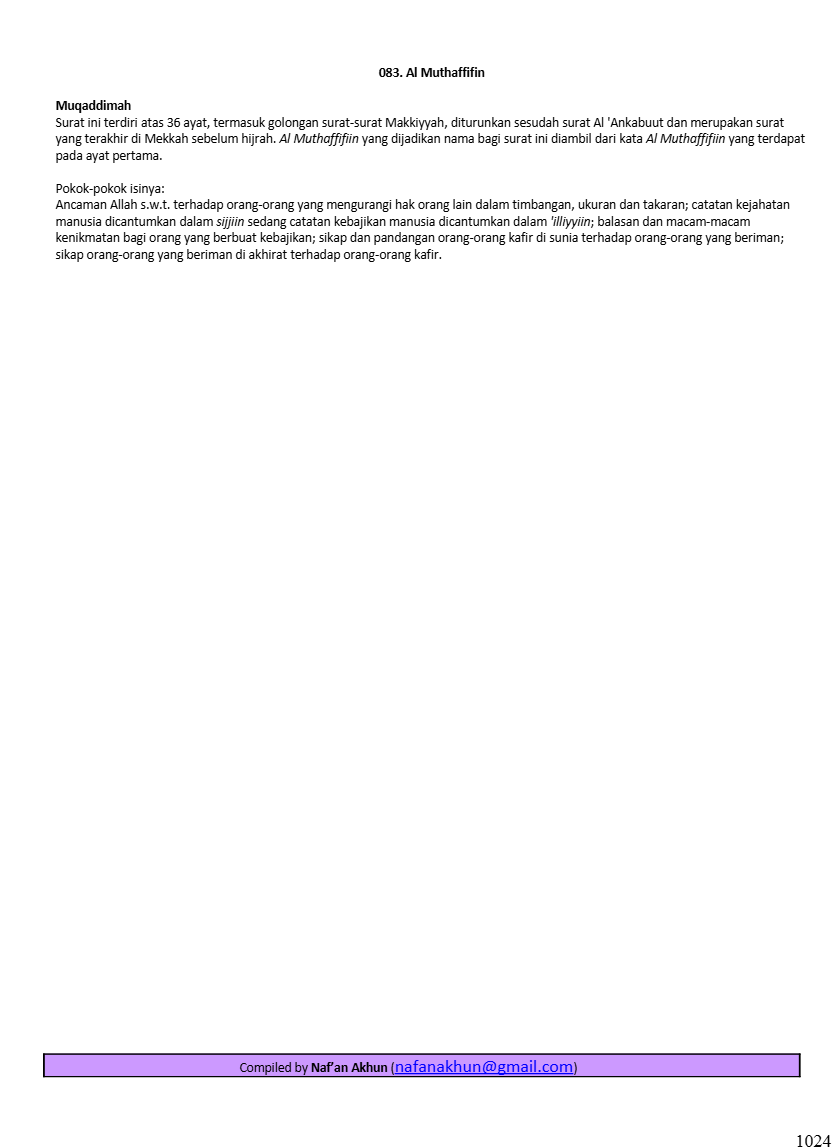 083. Al Muthaffifin
Muqaddimah
Surat ini terdiri atas 36 ayat, termasuk golongan surat-surat Makkiyyah, diturunkan sesudah surat Al 'Ankabuut dan merupakan surat
yang terakhir di Mekkah sebelum hijrah. Al Muthaffifiin yang dijadikan nama bagi surat ini diambil dari kata Al Muthaffifiin yang terdapat
pada ayat pertama.
Pokok-pokok isinya:
Ancaman Allah s.w.t. terhadap orang-orang yang mengurangi hak orang lain dalam timbangan, ukuran dan takaran; catatan kejahatan
manusia dicantumkan dalam sijjiin sedang catatan kebajikan manusia dicantumkan dalam 'illiyyiin; balasan dan macam-macam
kenikmatan bagi orang yang berbuat kebajikan; sikap dan pandangan orang-orang kafir di sunia terhadap orang-orang yang beriman;
sikap orang-orang yang beriman di akhirat terhadap orang-orang kafir.
Compiled by Naf’an Akhun (nafanakhun@gmail.com)
1024